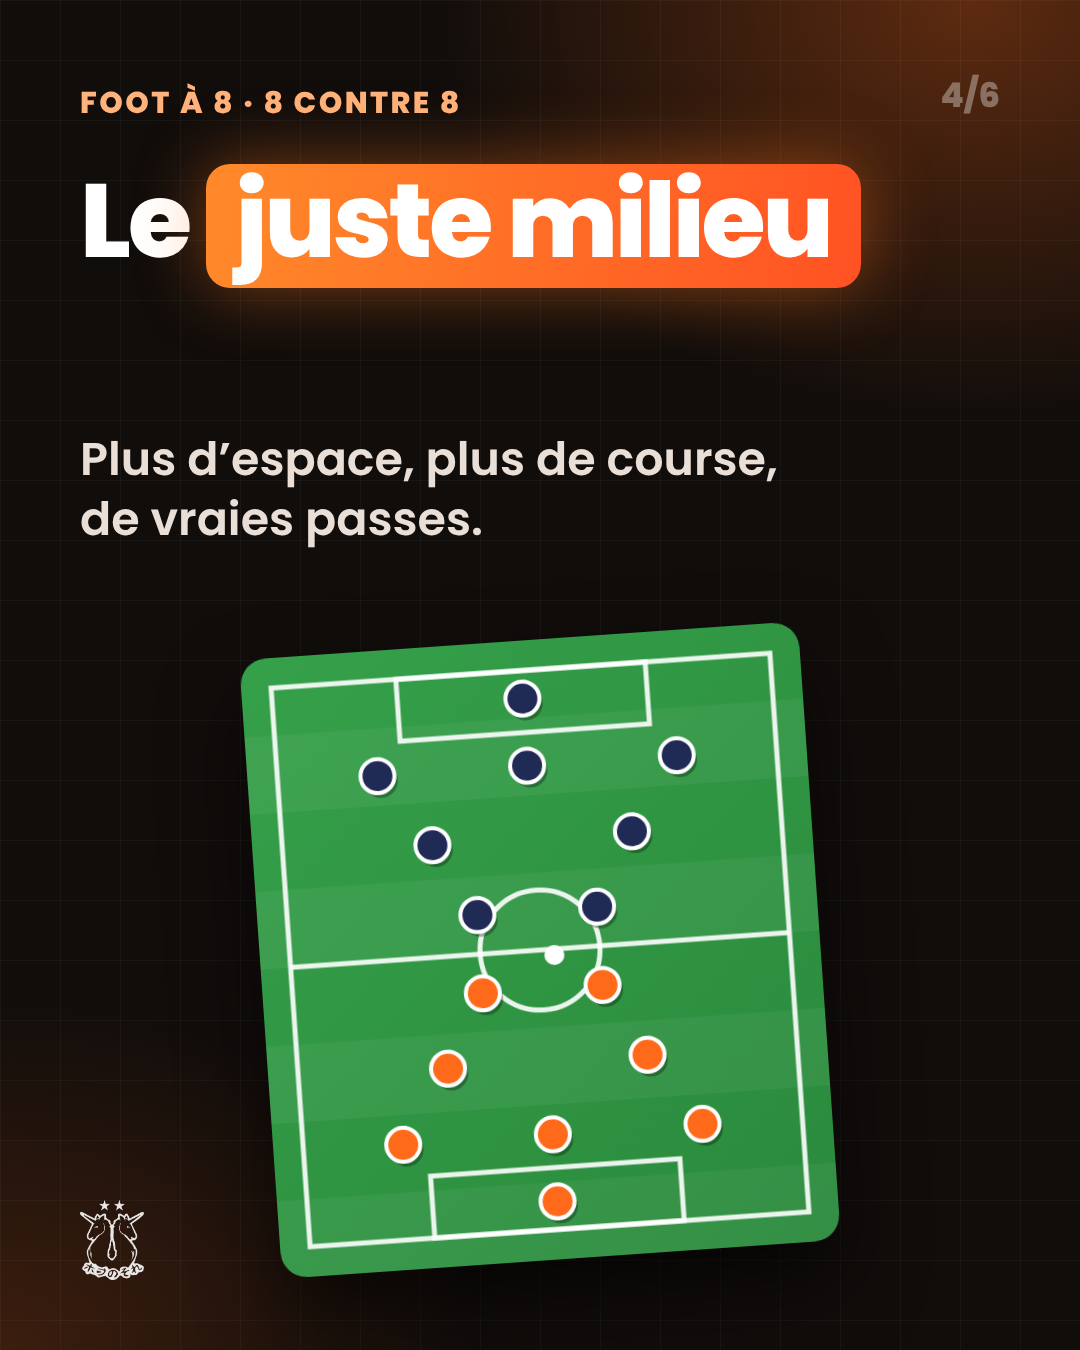 FOOT À 8 · 8 CONTRE 8
4/6
Le juste milieu
Plus d’espace, plus de course,
de vraies passes.